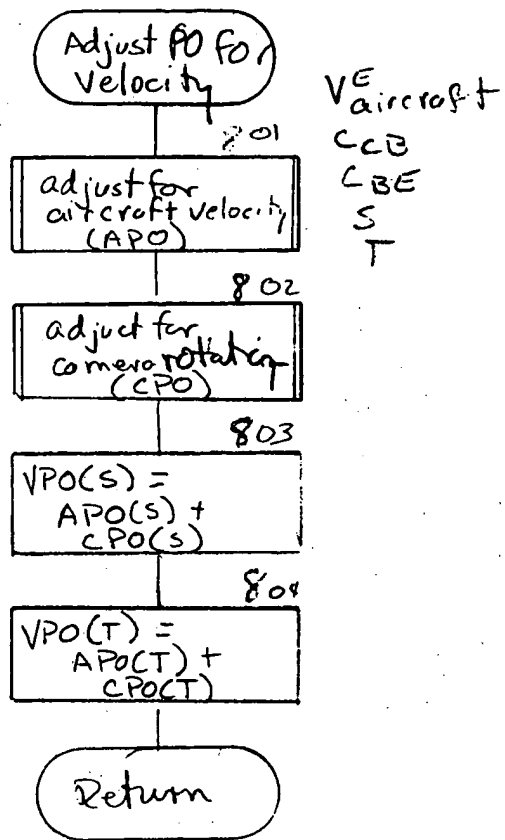 Adjust PO for
velocity
801
adjust for
aircraft velocity
(APO)
802
adjust for
camera rotation
(CPO)
803
VPO(S) =
APO(S) +
CPO(S)
804
VPO(T) =
APO(T) +
CPO(T)
Return
V^E aircraft
C_CB
C_BE
S
T